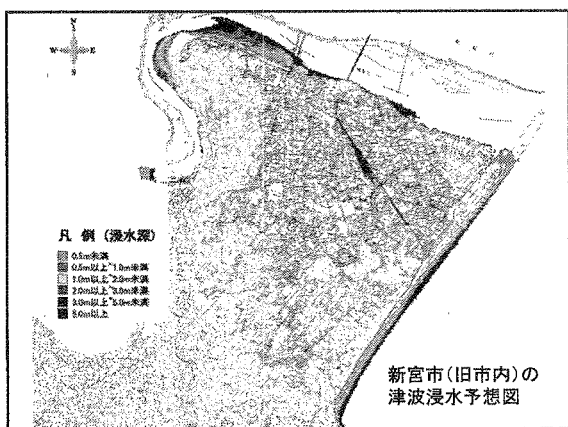 N
W E
S
凡 例 (浸水深)
0.5m未満
0.5m以上~1.0m未満
1.0m以上~2.0m未満
2.0m以上~3.0m未満
3.0m以上~5.0m未満
5.0m以上
新宮市(旧市内)の
津波浸水予想図